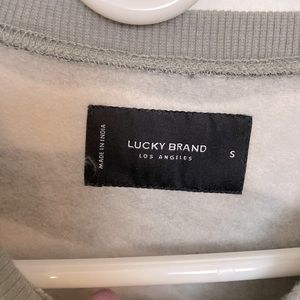 MADE IN INDIA
LUCKY BRAND
LOS ANGELES
S